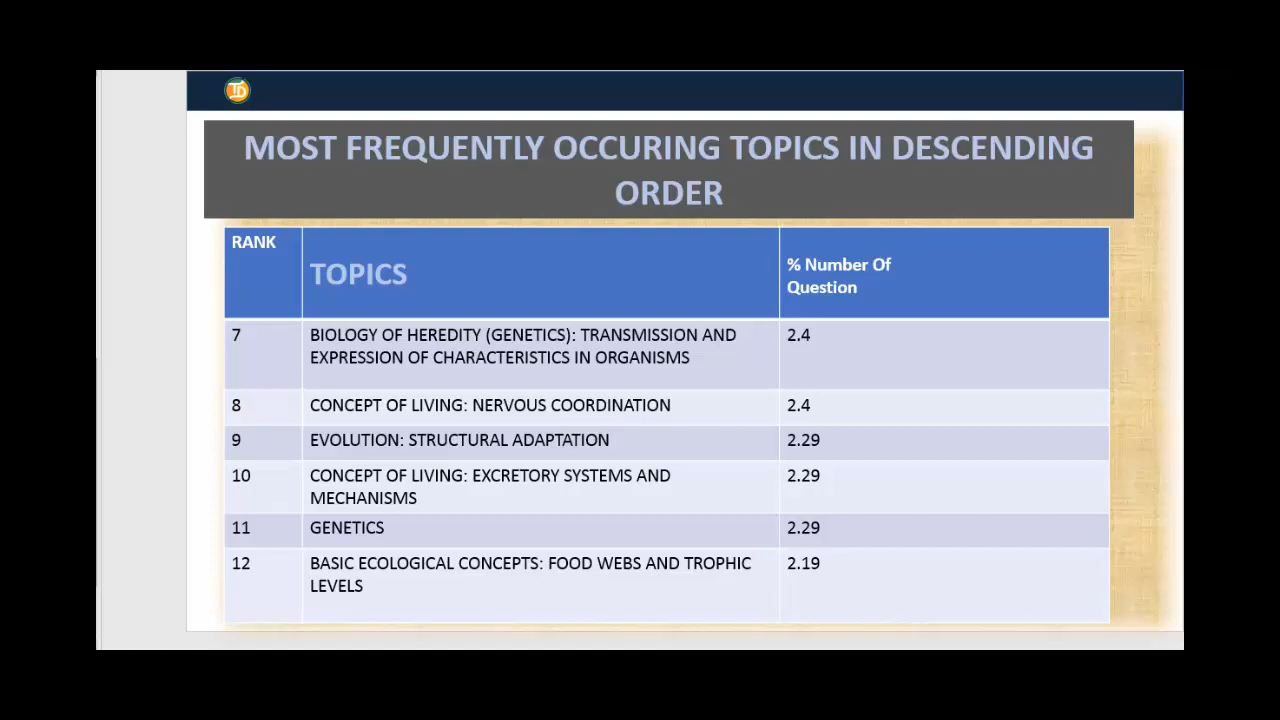 TD
MOST FREQUENTLY OCCURING TOPICS IN DESCENDING
ORDER
RANK
TOPICS
% Number Of
Question
7
BIOLOGY OF HEREDITY (GENETICS): TRANSMISSION AND
EXPRESSION OF CHARACTERISTICS IN ORGANISMS
2.4
8
CONCEPT OF LIVING: NERVOUS COORDINATION
2.4
9
EVOLUTION: STRUCTURAL ADAPTATION
2.29
10
CONCEPT OF LIVING: EXCRETORY SYSTEMS AND
MECHANISMS
2.29
11
GENETICS
2.29
12
BASIC ECOLOGICAL CONCEPTS: FOOD WEBS AND TROPHIC
LEVELS
2.19